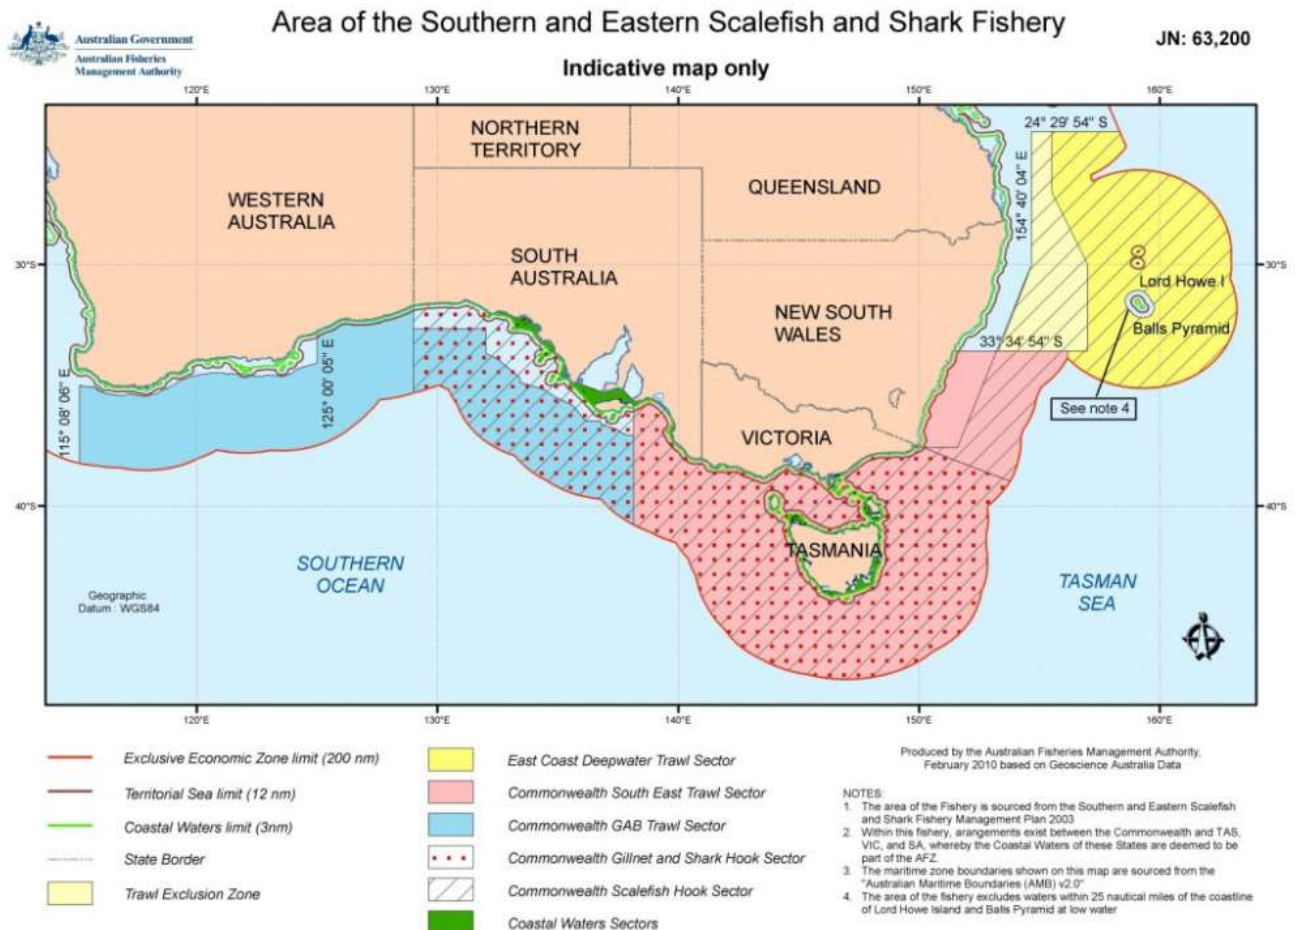 Area of the Southern and Eastern Scalefish and Shark Fishery
Australian Government
Australian Fisheries
Management Authority
JN: 63,200
Indicative map only
120°E
130°E
140°E
150°E
160°E
NORTHERN
TERRITORY
24° 29' 54" S
QUEENSLAND
WESTERN
AUSTRALIA
154° 40' 04" E
SOUTH
AUSTRALIA
30°S
30°S
Lord Howe I
NEW SOUTH
WALES
Balls Pyramid
33° 34' 54" S
115° 08' 06" E
125° 00' 05" E
See note 4
VICTORIA
40°S
40°S
TASMANIA
SOUTHERN
OCEAN
TASMAN
SEA
Geographic
Datum : WGS84
120°E
130°E
140°E
150°E
160°E
Exclusive Economic Zone limit (200 nm)
Territorial Sea limit (12 nm)
Coastal Waters limit (3nm)
State Border
Trawl Exclusion Zone
East Coast Deepwater Trawl Sector
Commonwealth South East Trawl Sector
Commonwealth GAB Trawl Sector
Commonwealth Gillnet and Shark Hook Sector
Commonwealth Scalefish Hook Sector
Coastal Waters Sectors
Produced by the Australian Fisheries Management Authority,
February 2010 based on Geoscience Australia Data
NOTES:
1. The area of the Fishery is sourced from the Southern and Eastern Scalefish
and Shark Fishery Management Plan 2003
2. Within this fishery, arangements exist between the Commonwealth and TAS,
VIC, and SA, whereby the Coastal Waters of these States are deemed to be
part of the AFZ.
3. The maritime zone boundaries shown on this map are sourced from the
"Australian Maritime Boundaries (AMB) v2.0"
4. The area of the fishery excludes waters within 25 nautical miles of the coastline
of Lord Howe Island and Balls Pyramid at low water